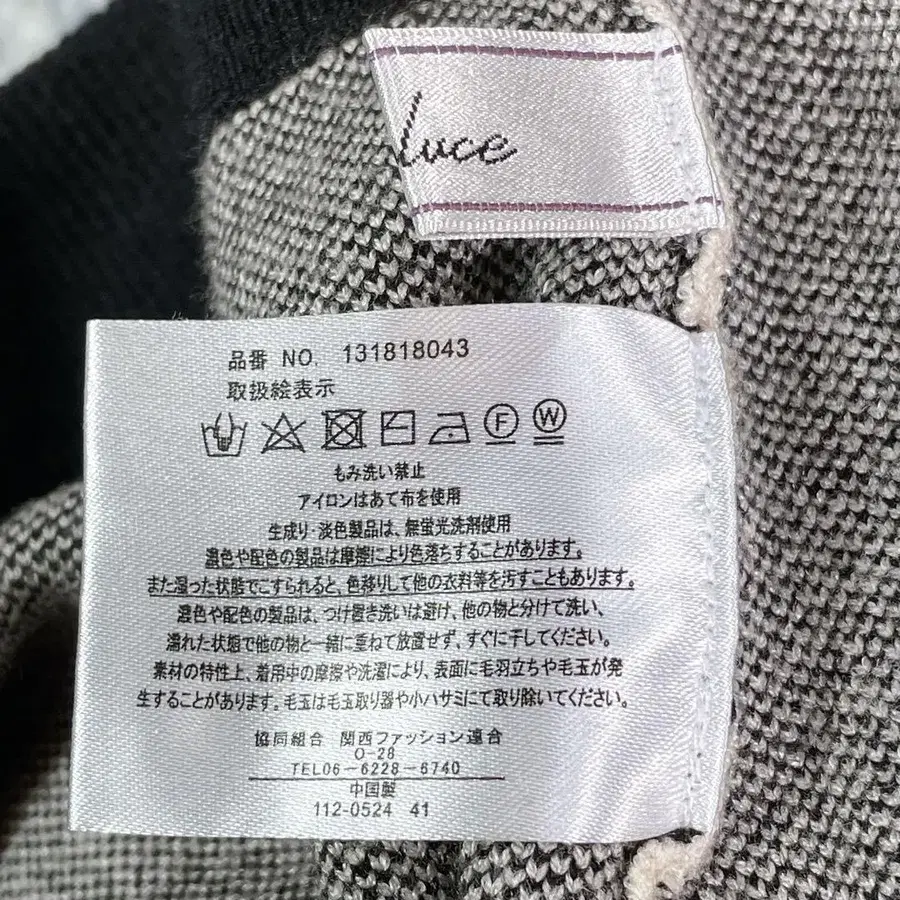 luce
品番 NO. 131818043
取扱絵表示
F W
もみ洗い禁止
アイロンはあて布を使用
生成り・淡色製品は、無蛍光洗剤使用
濃色や配色の製品は摩擦により色落ちすることがあります。
また湿った状態でこすられると、色移りして他の衣料等を汚すこともあります。
濃色や配色の製品は、つけ置き洗いは避け、他の物と分けて洗い、
濡れた状態で他の物と一緒に重ねて放置せず、すぐに干してください。
素材の特性上、着用中の摩擦や洗濯により、表面に毛羽立ちや毛玉が発
生することがあります。毛玉は毛玉取り器や小ハサミにて取り除いてください。
協同組合 関西ファッション連合
O-28
TEL06-6228-6740
中国製
112-0524 41